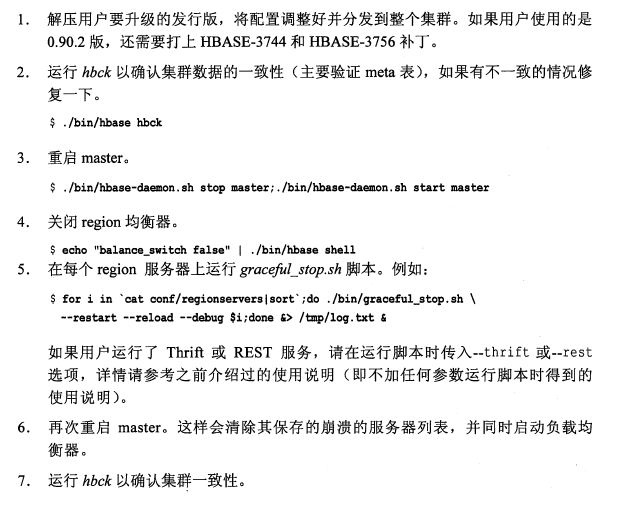 1. 解压用户要升级的发行版，将配置调整好并分发到整个集群。如果用户使用的是
0.90.2 版，还需要打上 HBASE-3744 和 HBASE-3756 补丁。
2. 运行 hbck 以确认集群数据的一致性（主要验证 meta 表），如果有不一致的情况修
复一下。
$ ./bin/hbase hbck
3. 重启 master。
$ ./bin/hbase-daemon.sh stop master;./bin/hbase-daemon.sh start master
4. 关闭 region 均衡器。
$ echo "balance_switch false" | ./bin/hbase shell
5. 在每个 region 服务器上运行 graceful_stop.sh 脚本。例如：
$ for i in `cat conf/regionservers|sort`;do ./bin/graceful_stop.sh \
--restart --reload --debug $i;done &> /tmp/log.txt &
如果用户运行了 Thrift 或 REST 服务，请在运行脚本时传入--thrift 或--rest
选项，详情请参考之前介绍过的使用说明（即不加任何参数运行脚本时得到的
使用说明）。
6. 再次重启 master。这样会清除其保存的崩溃的服务器列表，并同时启动负载均
衡器。
7. 运行 hbck 以确认集群一致性。